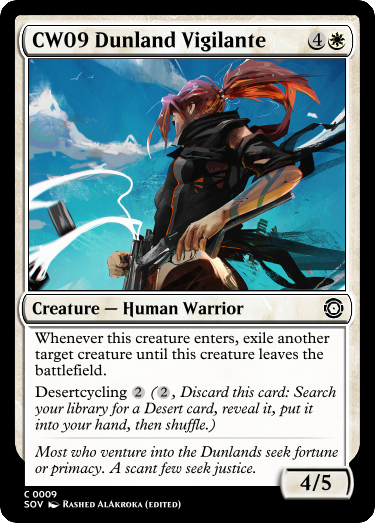 CW09 Dunland Vigilante 4
Creature — Human Warrior
Whenever this creature enters, exile another
target creature until this creature leaves the
battlefield.
Desertcycling 2 (2, Discard this card: Search
your library for a Desert card, reveal it, put it
into your hand, then shuffle.)
Most who venture into the Dunlands seek fortune
or primacy. A scant few seek justice.
4/5
C 0009
SOV Rashed AlAkroka (edited)